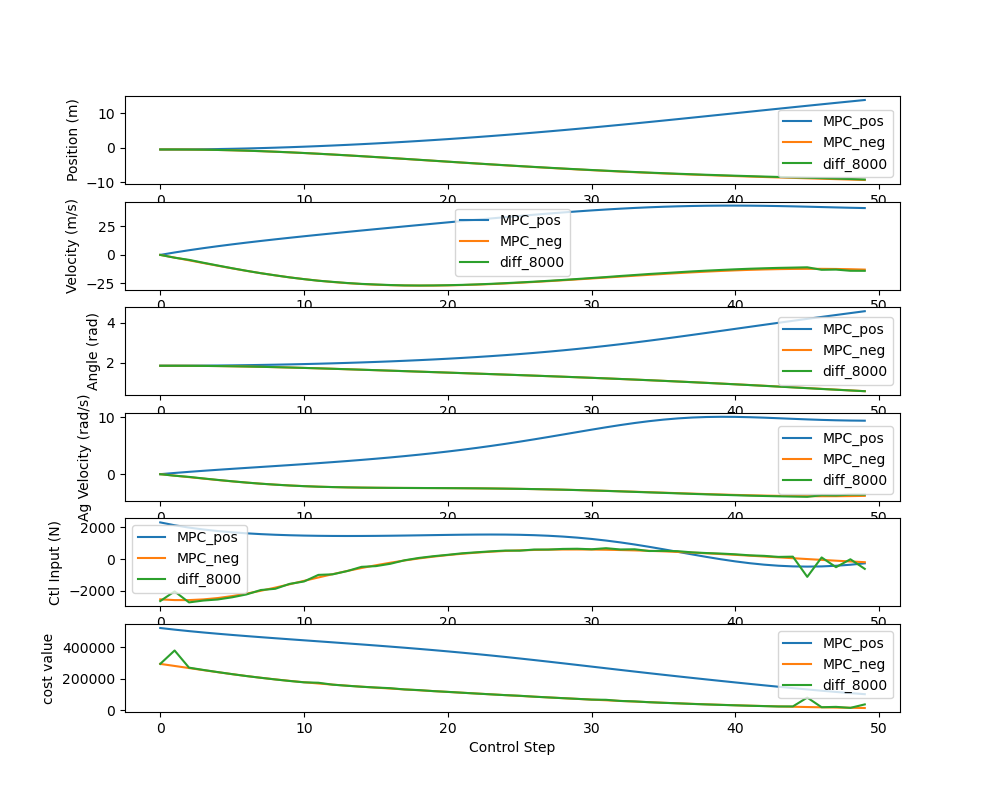 Position (m)
10
0
−10
MPC_pos
MPC_neg
diff_8000
0 10 20 30 40 50
Velocity (m/s)
25
0
−25
MPC_pos
MPC_neg
diff_8000
0 10 20 30 40 50
Angle (rad)
4
2
MPC_pos
MPC_neg
diff_8000
0 10 20 30 40 50
Ag Velocity (rad/s)
10
0
MPC_pos
MPC_neg
diff_8000
0 10 20 30 40 50
Ctl Input (N)
2000
0
−2000
MPC_pos
MPC_neg
diff_8000
0 10 20 30 40 50
cost value
400000
200000
0
MPC_pos
MPC_neg
diff_8000
0 10 20 30 40 50
Control Step